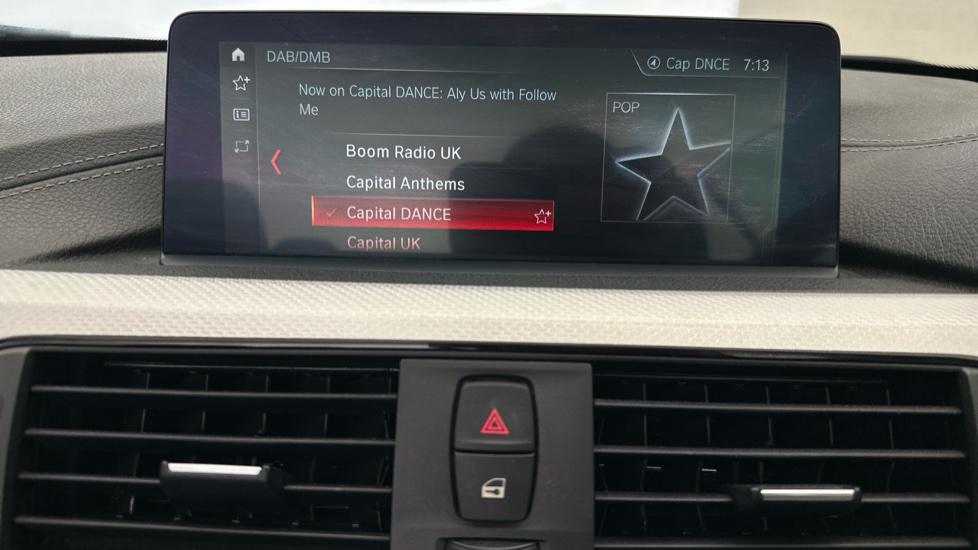 DAB/DMB
Cap DNCE 7:13
Now on Capital DANCE: Aly Us with Follow
Me
POP
Boom Radio UK
Capital Anthems
Capital DANCE
Capital UK